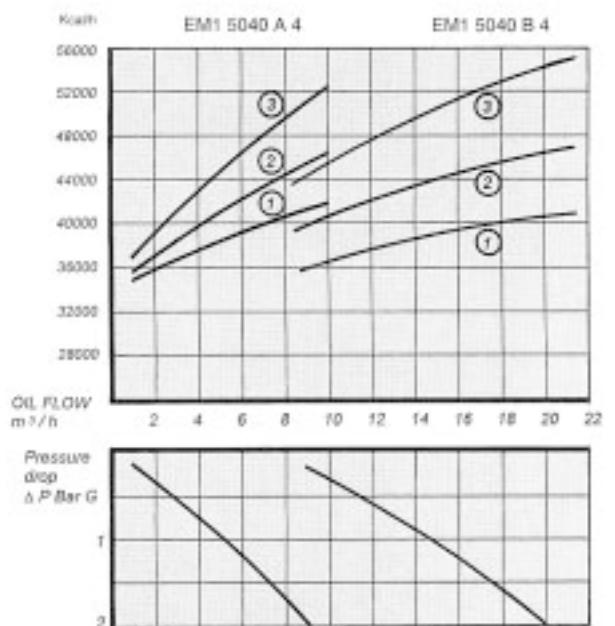 Kcal/h
EM1 5040 A 4
EM1 5040 B 4
56000
52000
48000
44000
40000
36000
32000
28000
3
2
1
3
2
1
OIL FLOW
m³/h
2 4 6 8 10 12 14 16 18 20 22
Pressure
drop
Δ P Bar G
1
2